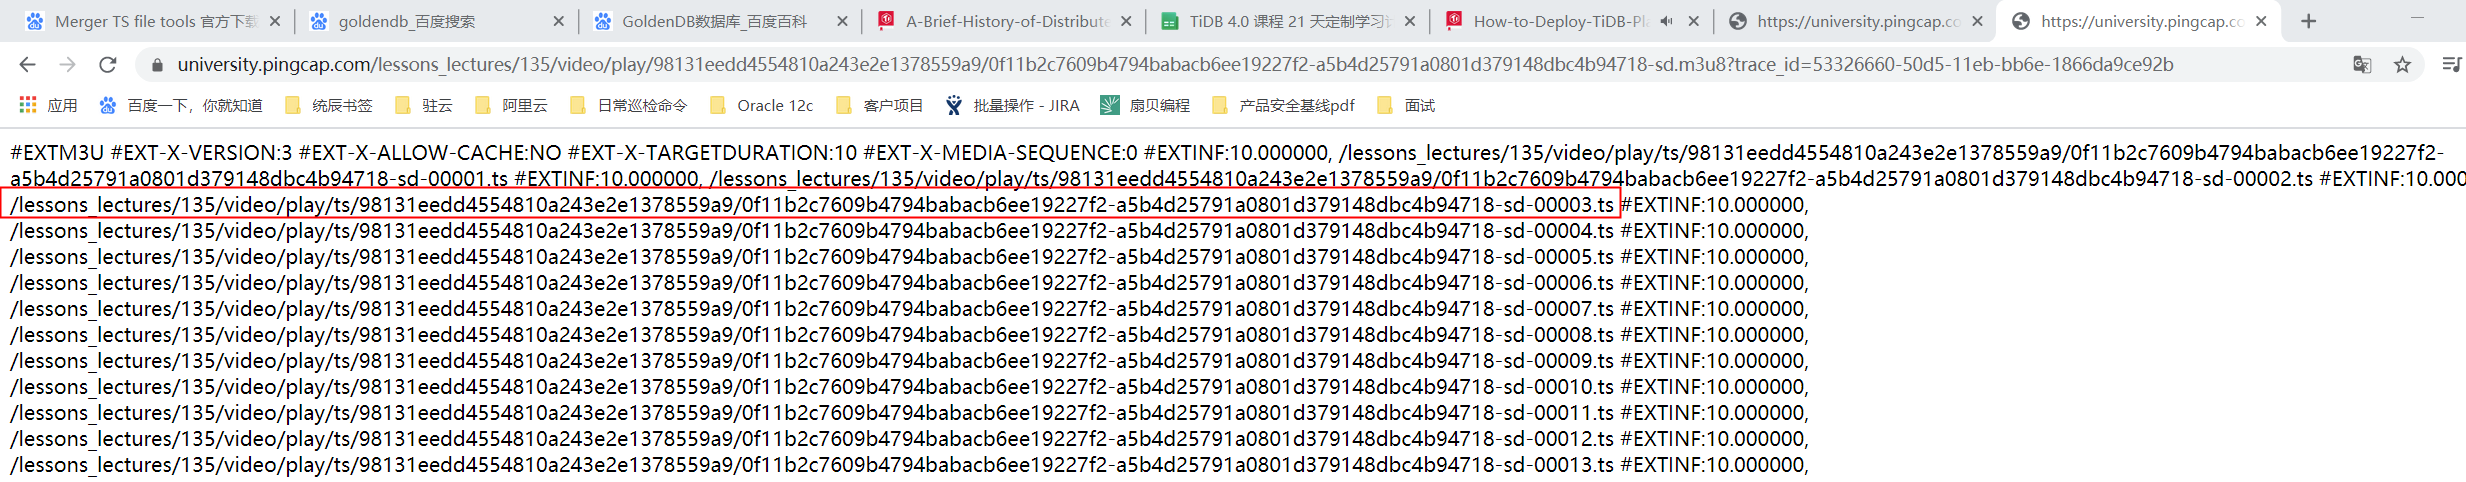 Merger TS file tools 官方下载
goldendb_百度搜索
GoldenDB数据库_百度百科
A-Brief-History-of-Distribute
TiDB 4.0 课程 21 天定制学习
How-to-Deploy-TiDB-Pl
https://university.pingcap.co
https://university.pingcap.co
university.pingcap.com/lessons_lectures/135/video/play/98131eedd4554810a243e2e1378559a9/0f11b2c7609b4794babacb6ee19227f2-a5b4d25791a0801d379148dbc4b94718-sd.m3u8?trace_id=53326660-50d5-11eb-bb6e-1866da9ce92b
应用 百度一下，你就知道 统辰书签 驻云 阿里云 日常巡检命令 Oracle 12c 客户项目 批量操作 - JIRA 扇贝编程 产品安全基线pdf 面试
#EXTM3U #EXT-X-VERSION:3 #EXT-X-ALLOW-CACHE:NO #EXT-X-TARGETDURATION:10 #EXT-X-MEDIA-SEQUENCE:0 #EXTINF:10.000000, /lessons_lectures/135/video/play/ts/98131eedd4554810a243e2e1378559a9/0f11b2c7609b4794babacb6ee19227f2-
a5b4d25791a0801d379148dbc4b94718-sd-00001.ts #EXTINF:10.000000, /lessons_lectures/135/video/play/ts/98131eedd4554810a243e2e1378559a9/0f11b2c7609b4794babacb6ee19227f2-a5b4d25791a0801d379148dbc4b94718-sd-00002.ts #EXTINF:10.000
/lessons_lectures/135/video/play/ts/98131eedd4554810a243e2e1378559a9/0f11b2c7609b4794babacb6ee19227f2-a5b4d25791a0801d379148dbc4b94718-sd-00003.ts #EXTINF:10.000000,
/lessons_lectures/135/video/play/ts/98131eedd4554810a243e2e1378559a9/0f11b2c7609b4794babacb6ee19227f2-a5b4d25791a0801d379148dbc4b94718-sd-00004.ts #EXTINF:10.000000,
/lessons_lectures/135/video/play/ts/98131eedd4554810a243e2e1378559a9/0f11b2c7609b4794babacb6ee19227f2-a5b4d25791a0801d379148dbc4b94718-sd-00005.ts #EXTINF:10.000000,
/lessons_lectures/135/video/play/ts/98131eedd4554810a243e2e1378559a9/0f11b2c7609b4794babacb6ee19227f2-a5b4d25791a0801d379148dbc4b94718-sd-00006.ts #EXTINF:10.000000,
/lessons_lectures/135/video/play/ts/98131eedd4554810a243e2e1378559a9/0f11b2c7609b4794babacb6ee19227f2-a5b4d25791a0801d379148dbc4b94718-sd-00007.ts #EXTINF:10.000000,
/lessons_lectures/135/video/play/ts/98131eedd4554810a243e2e1378559a9/0f11b2c7609b4794babacb6ee19227f2-a5b4d25791a0801d379148dbc4b94718-sd-00008.ts #EXTINF:10.000000,
/lessons_lectures/135/video/play/ts/98131eedd4554810a243e2e1378559a9/0f11b2c7609b4794babacb6ee19227f2-a5b4d25791a0801d379148dbc4b94718-sd-00009.ts #EXTINF:10.000000,
/lessons_lectures/135/video/play/ts/98131eedd4554810a243e2e1378559a9/0f11b2c7609b4794babacb6ee19227f2-a5b4d25791a0801d379148dbc4b94718-sd-00010.ts #EXTINF:10.000000,
/lessons_lectures/135/video/play/ts/98131eedd4554810a243e2e1378559a9/0f11b2c7609b4794babacb6ee19227f2-a5b4d25791a0801d379148dbc4b94718-sd-00011.ts #EXTINF:10.000000,
/lessons_lectures/135/video/play/ts/98131eedd4554810a243e2e1378559a9/0f11b2c7609b4794babacb6ee19227f2-a5b4d25791a0801d379148dbc4b94718-sd-00012.ts #EXTINF:10.000000,
/lessons_lectures/135/video/play/ts/98131eedd4554810a243e2e1378559a9/0f11b2c7609b4794babacb6ee19227f2-a5b4d25791a0801d379148dbc4b94718-sd-00013.ts #EXTINF:10.000000,